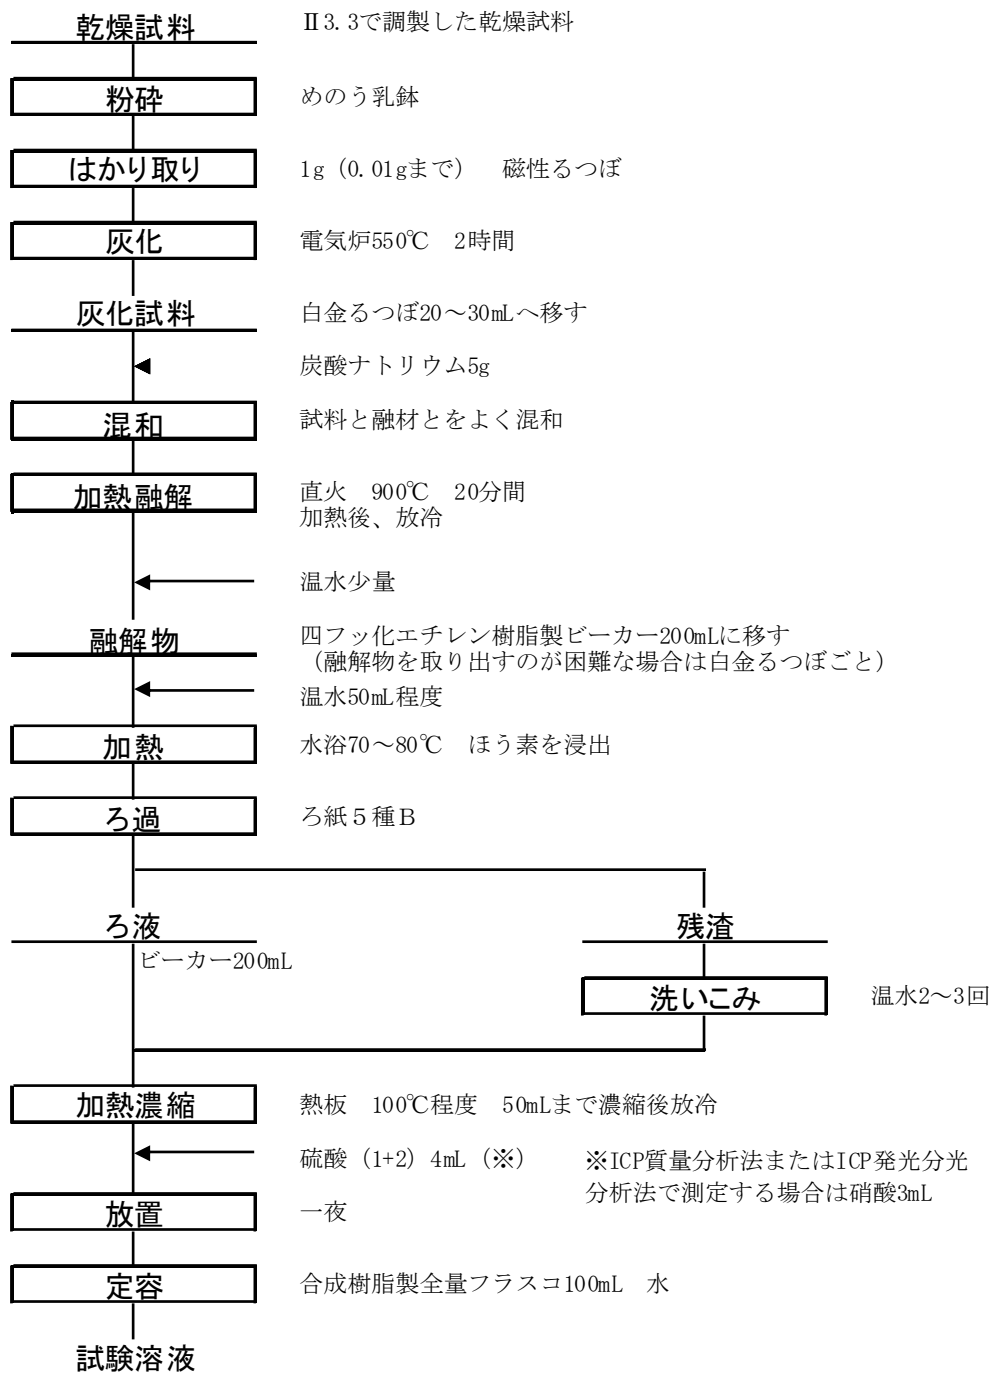 乾燥試料　Ⅱ3.3で調製した乾燥試料
粉砕　めのう乳鉢
はかり取り　1g（0.01gまで）　磁性るつぼ
灰化　電気炉550℃　2時間
灰化試料　白金るつぼ20～30mLへ移す
炭酸ナトリウム5g
混和　試料と融材とをよく混和
加熱融解　直火　900℃　20分間
加熱後、放冷
温水少量
融解物　四フッ化エチレン樹脂製ビーカー200mLに移す
（融解物を取り出すのが困難な場合は白金るつぼごと）
温水50mL程度
加熱　水浴70～80℃　ほう素を浸出
ろ過　ろ紙５種Ｂ
ろ液　残渣
ビーカー200mL
洗いこみ　温水2～3回
加熱濃縮　熱板　100℃程度　50mLまで濃縮後放冷
硫酸（1+2）4mL（※）　※ICP質量分析法またはICP発光分光
分析法で測定する場合は硝酸3mL
放置　一夜
定容　合成樹脂製全量フラスコ100mL　水
試験溶液